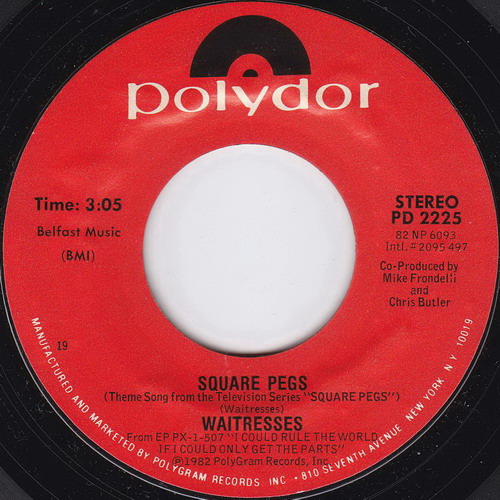 polydor
Time: 3:05
Belfast Music
(BMI)
STEREO
PD 2225
82 NP 6093
Intl. # 2095 497
Co-Produced by
Mike Frondelli
and
Chris Butler
19
SQUARE PEGS
(Theme Song from the Television Series "SQUARE PEGS")
(Waitresses)
WAITRESSES
From EP PX-1-507 "I COULD RULE THE WORLD
IF I COULD ONLY GET THE PARTS"
℗1982 PolyGram Records, Inc.
MANUFACTURED AND MARKETED BY POLYGRAM RECORDS, INC. • 810 SEVENTH AVENUE, NEW YORK, N.Y. 10019